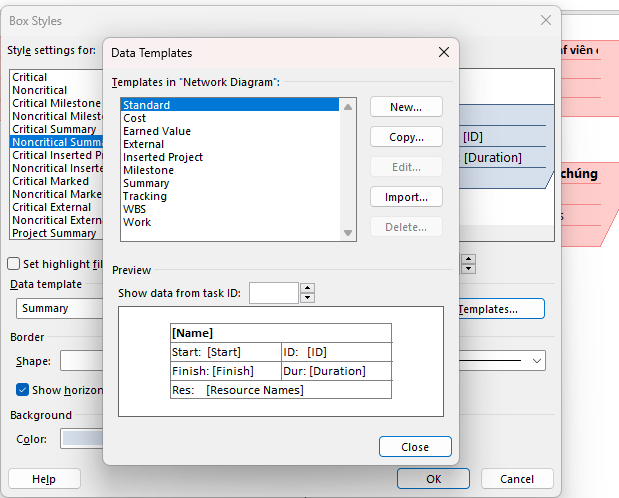 Box Styles
Style settings for:
Critical
Noncritical
Critical Milestone
Noncritical Milest
Critical Summary
Noncritical Summa
Critical Inserted P
Noncritical Inserte
Critical Marked
Noncritical Marke
Critical External
Noncritical Extern
Project Summary
Set highlight fil
Data template
Summary
Border
Shape:
Show horizon
Background
Color:
Help
Data Templates
Templates in "Network Diagram":
Standard
Cost
Earned Value
External
Inserted Project
Milestone
Summary
Tracking
WBS
Work
New...
Copy...
Edit...
Import...
Delete...
Preview
Show data from task ID:
[Name]
Start: [Start] ID: [ID]
Finish: [Finish] Dur: [Duration]
Res: [Resource Names]
Close
[ID]
: [Duration]
Templates...
OK
Cancel
viên
chúng
s